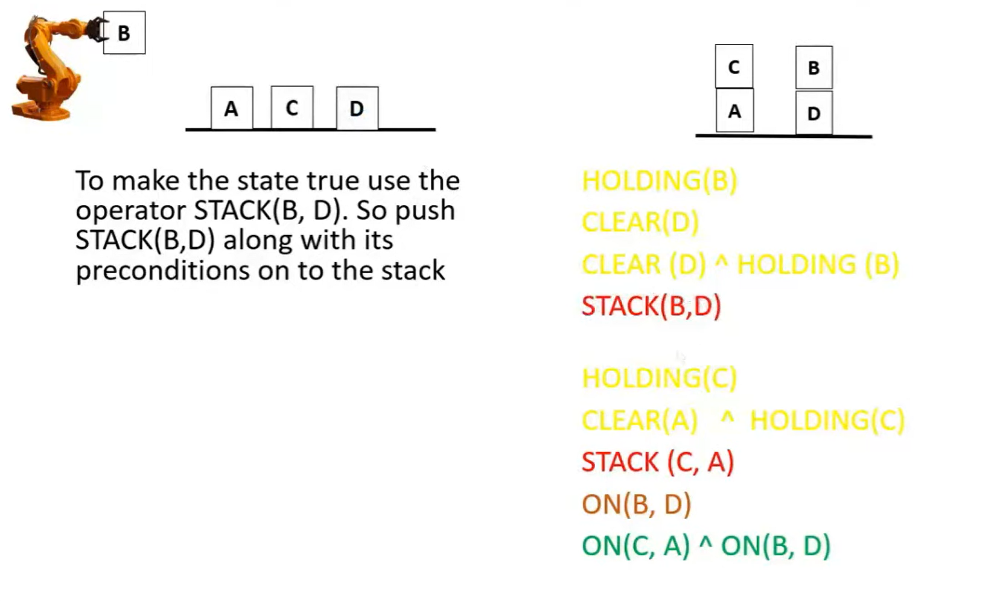 B
A C D
C B
A D
To make the state true use the
operator STACK(B, D). So push
STACK(B,D) along with its
preconditions on to the stack
HOLDING(B)
CLEAR(D)
CLEAR (D) ^ HOLDING (B)
STACK(B,D)
HOLDING(C)
CLEAR(A) ^ HOLDING(C)
STACK (C, A)
ON(B, D)
ON(C, A) ^ ON(B, D)